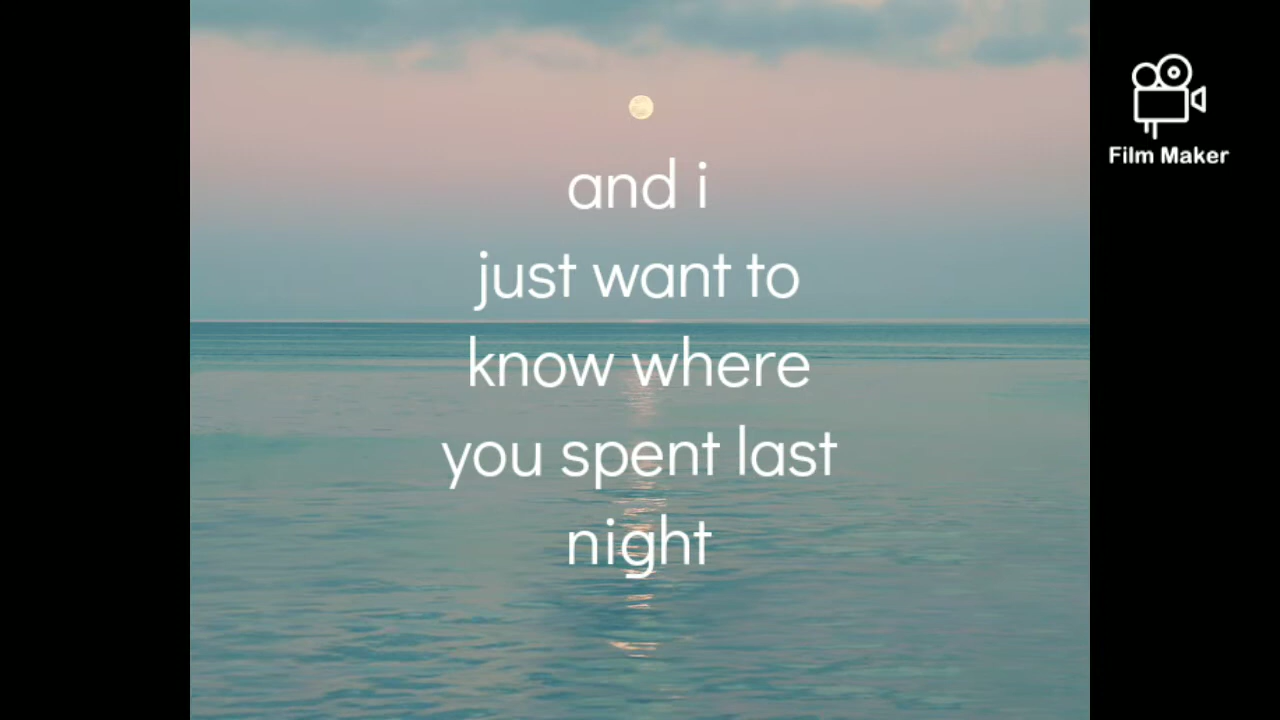 and i
just want to
know where
you spent last
night
Film Maker